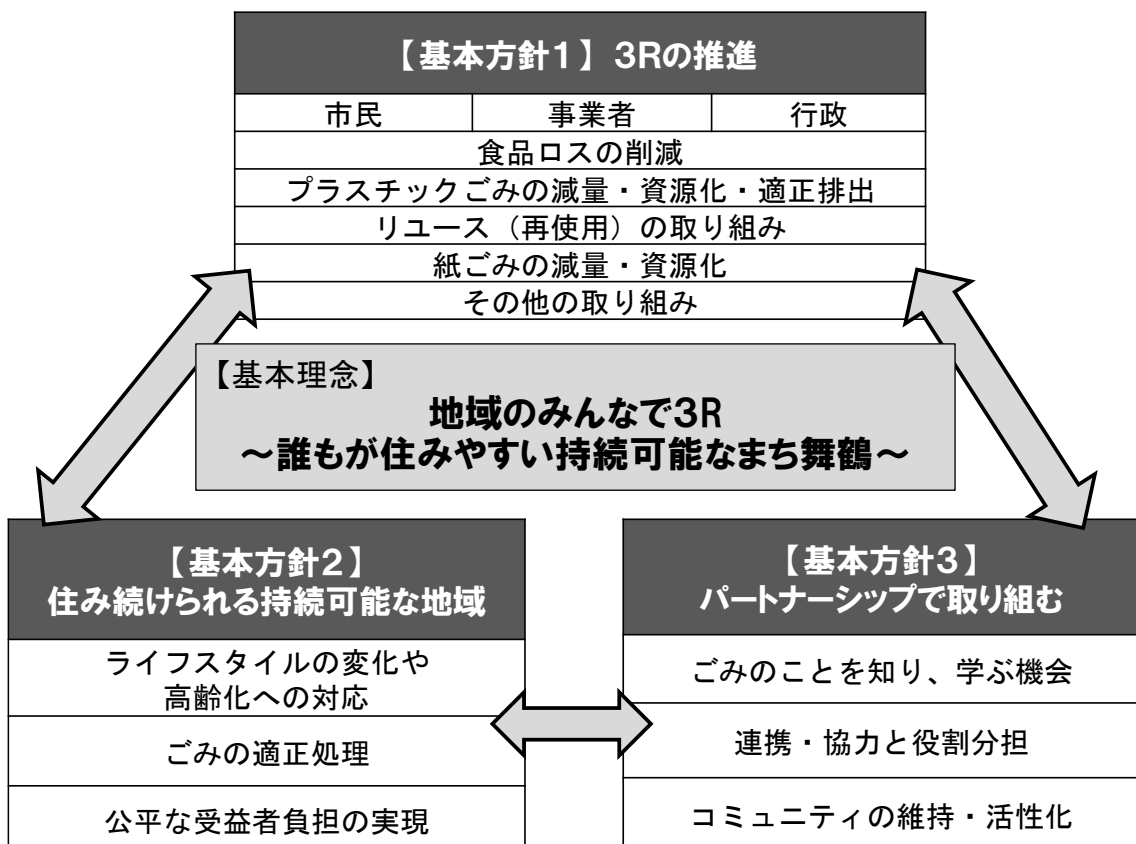 【基本方針1】 3Rの推進
市民
事業者
行政
食品ロスの削減
プラスチックごみの減量・資源化・適正排出
リユース（再使用）の取り組み
紙ごみの減量・資源化
その他の取り組み
【基本理念】
地域のみんなで3R
～誰もが住みやすい持続可能なまち舞鶴～
【基本方針2】
住み続けられる持続可能な地域
ライフスタイルの変化や
高齢化への対応
ごみの適正処理
公平な受益者負担の実現
【基本方針3】
パートナーシップで取り組む
ごみのことを知り、学ぶ機会
連携・協力と役割分担
コミュニティの維持・活性化